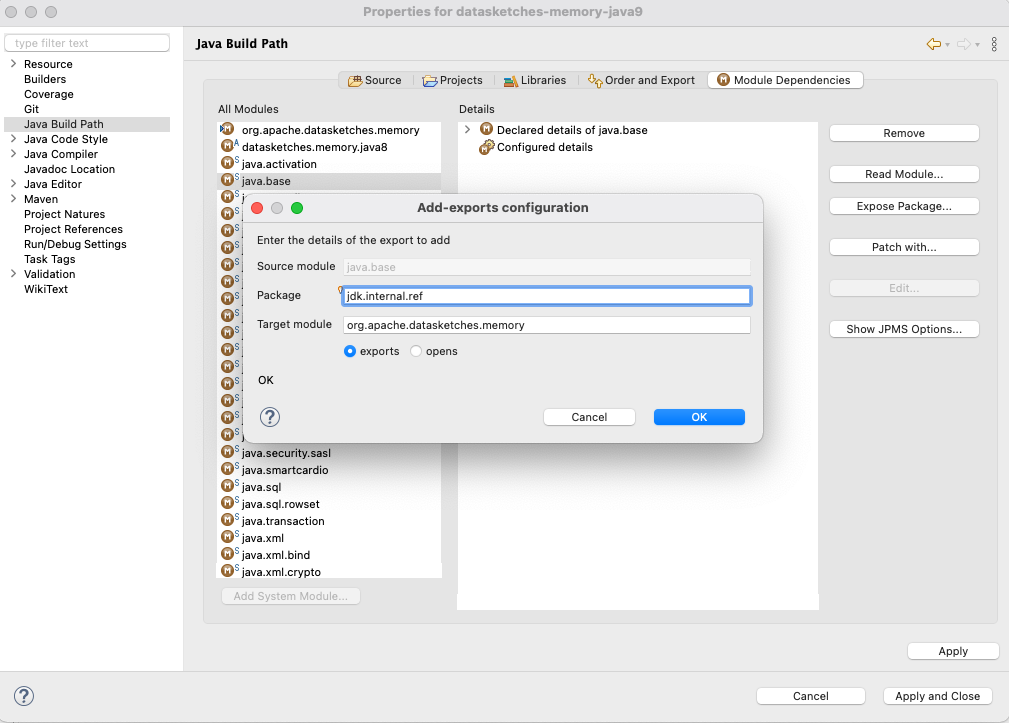 Properties for datasketches-memory-java9
type filter text
Resource
Builders
Coverage
Git
Java Build Path
Java Code Style
Java Compiler
Javadoc Location
Java Editor
Maven
Project Natures
Project References
Run/Debug Settings
Task Tags
Validation
WikiText
Java Build Path
Source
Projects
Libraries
Order and Export
Module Dependencies
All Modules
org.apache.datasketches.memory
datasketches.memory.java8
java.activation
java.base
java.security.sasl
java.smartcardio
java.sql
java.sql.rowset
java.transaction
java.xml
java.xml.bind
java.xml.crypto
Add System Module...
Details
Declared details of java.base
Configured details
Remove
Read Module...
Expose Package...
Patch with...
Edit...
Show JPMS Options...
Add-exports configuration
Enter the details of the export to add
Source module java.base
Package jdk.internal.ref
Target module org.apache.datasketches.memory
exports opens
OK
? Cancel OK
Apply
? Cancel Apply and Close